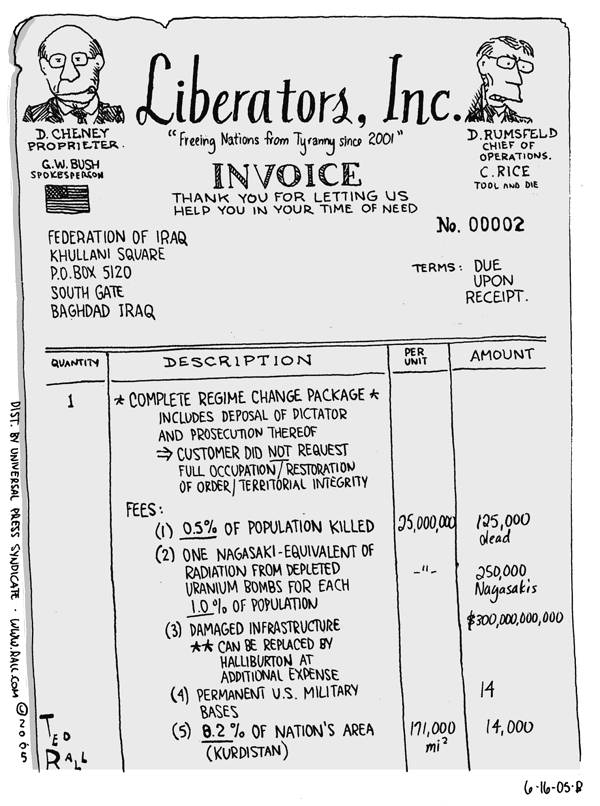 Liberators, Inc.
"Freeing Nations from Tyranny since 2001"
D. CHENEY
PROPRIETER.
G.W. BUSH
SPOKESPERSON
D. RUMSFELD
CHIEF OF
OPERATIONS.
C. RICE
TOOL AND DIE
INVOICE
THANK YOU FOR LETTING US
HELP YOU IN YOUR TIME OF NEED
No. 00002
FEDERATION OF IRAQ
KHULLANI SQUARE
P.O. BOX 5120
SOUTH GATE
BAGHDAD IRAQ
TERMS: DUE
UPON
RECEIPT.
QUANTITY
DESCRIPTION
PER
UNIT
AMOUNT
1
* COMPLETE REGIME CHANGE PACKAGE *
INCLUDES DEPOSAL OF DICTATOR
AND PROSECUTION THEREOF
⇒ CUSTOMER DID NOT REQUEST
FULL OCCUPATION/RESTORATION
OF ORDER/TERRITORIAL INTEGRITY
FEES:
(1) 0.5% OF POPULATION KILLED
25,000,000
125,000
dead
(2) ONE NAGASAKI-EQUIVALENT OF
RADIATION FROM DEPLETED
URANIUM BOMBS FOR EACH
1.0% OF POPULATION
-"-
250,000
Nagasakis
(3) DAMAGED INFRASTRUCTURE
** CAN BE REPLACED BY
HALLIBURTON AT
ADDITIONAL EXPENSE
$300,000,000,000
(4) PERMANENT U.S. MILITARY
BASES
14
(5) 8.2% OF NATION'S AREA
(KURDISTAN)
171,000
mi²
14,000
DIST. BY UNIVERSAL PRESS SYNDICATE · WWW.RALL.COM © 2005
TED
RALL
6-16-05-B